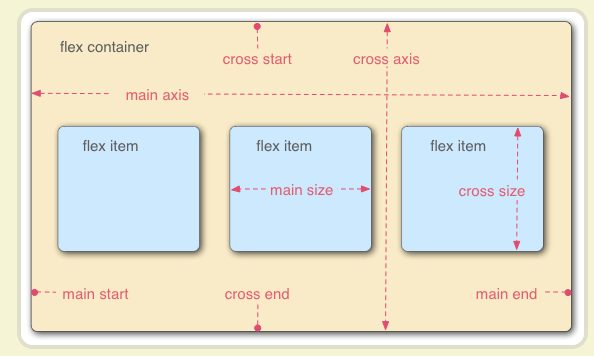 flex container
cross start
cross axis
main axis
flex item
flex item
flex item
main size
cross size
main start
cross end
main end